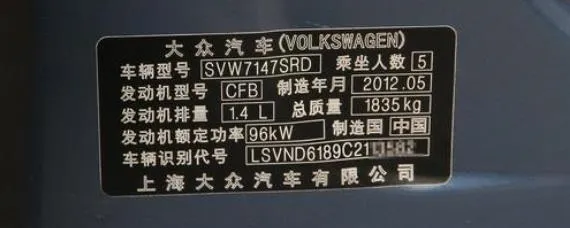 大众汽车(VOLKSWAGEN)
车辆型号 SVW7147SRD 乘坐人数 5
发动机型号 CFB 制造年月 2012.05
发动机排量 1.4 L 总质量 1835kg
发动机额定功率 96kW 制造国 中国
车辆识别代号 LSVND6189C21
上海大众汽车有限公司